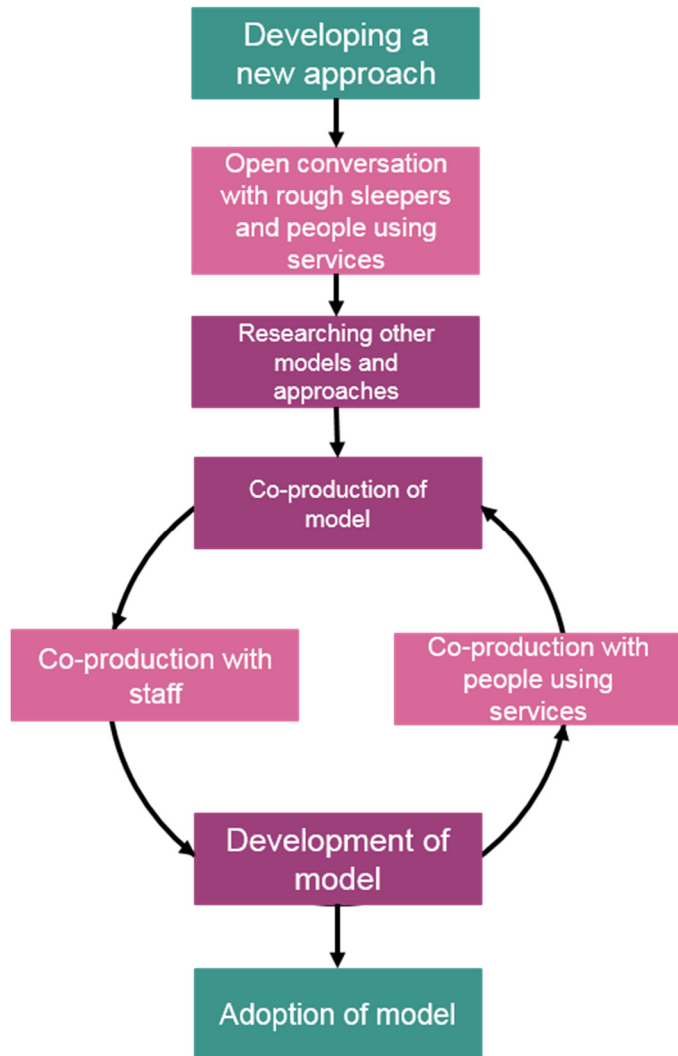 Developing a
new approach
Open conversation
with rough sleepers
and people using
services
Researching other
models and
approaches
Co-production of
model
Co-production with
staff
Co-production with
people using
services
Development of
model
Adoption of model